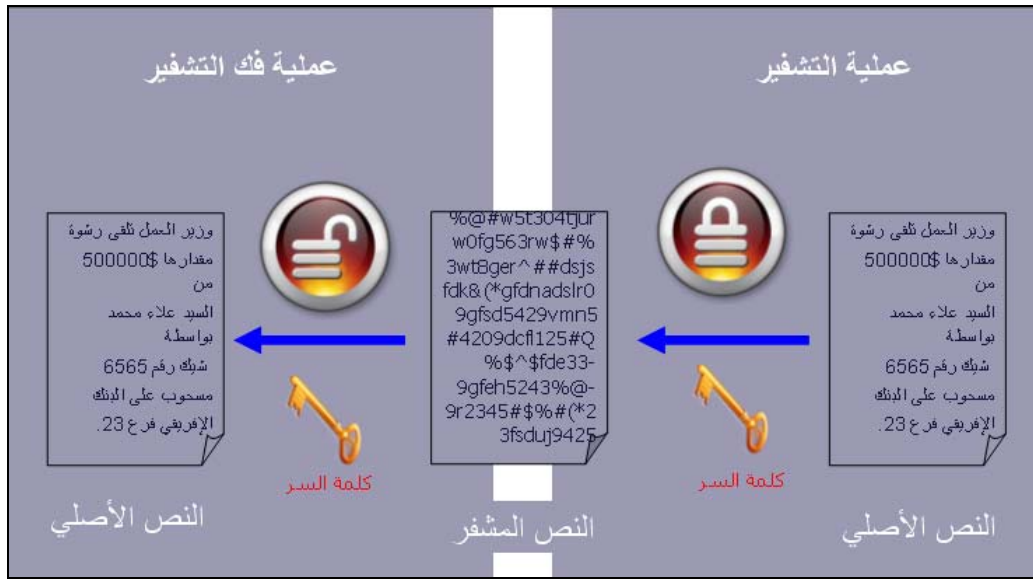 عملية التشفير
وزير العمل تلقى رشوة
مقدارها $500000
من
السيد علاء محمد
بواسطة
شيك رقم 6565
مسحوب على البنك
الإفريقي فرع 23.
كلمة السر
النص الأصلي
%@#w5t304tjur
w0fg563rw$#%
3wt8ger^##dsjs
fdk&(*gfdnadslr0
9gfsd5429vmn5
#4209dcfl125#Q
%$^$fde33-
9gfeh5243%@-
9r2345#$%#(*2
3fsduj9425
النص المشفر
عملية فك التشفير
وزير العمل تلقى رشوة
مقدارها $500000
من
السيد علاء محمد
بواسطة
شيك رقم 6565
مسحوب على البنك
الإفريقي فرع 23.
كلمة السر
النص الأصلي